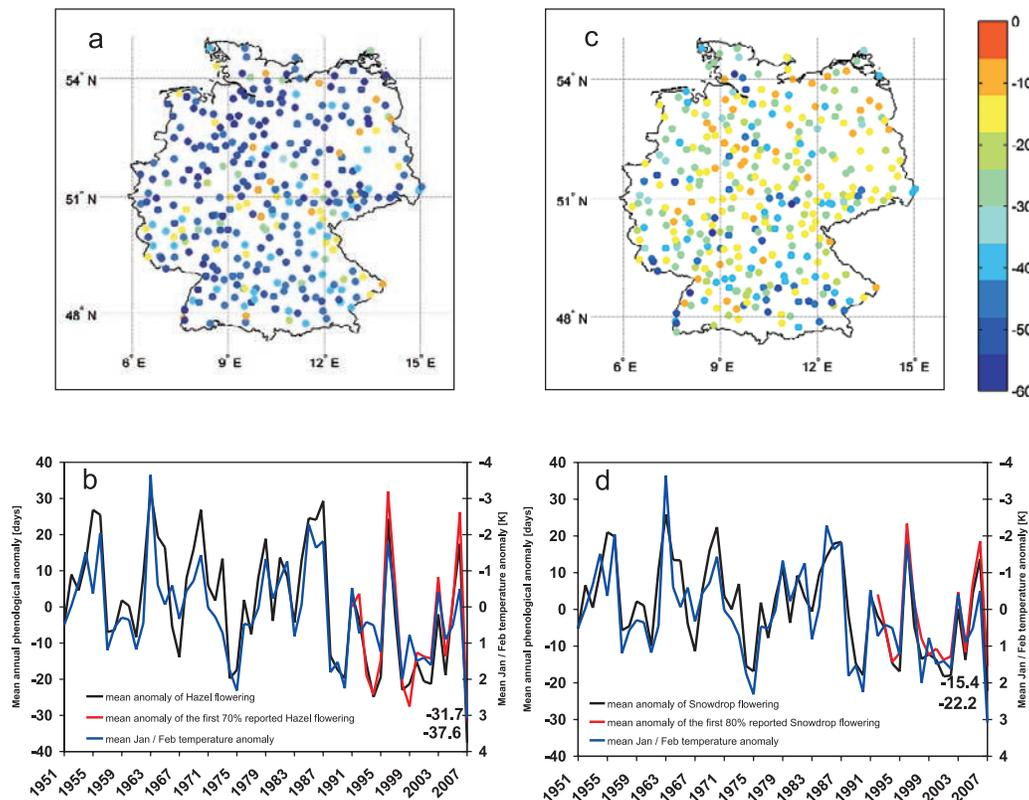 a
54° N
51° N
48° N
6° E
9° E
12° E
15° E
c
54° N
51° N
48° N
6° E
9° E
12° E
15° E
0
-10
-20
-30
-40
-50
-60
b
Mean annual phenological anomaly [days]
40
30
20
10
0
-10
-20
-30
-40
-4
-3
-2
-1
0
1
2
3
4
Mean Jan / Feb temperature anomaly [K]
mean anomaly of Hazel flowering
mean anomaly of the first 70% reported Hazel flowering
mean Jan / Feb temperature anomaly
-31.7
-37.6
1951
1955
1959
1963
1967
1971
1975
1979
1983
1987
1991
1995
1999
2003
2007
d
Mean annual phenological anomaly [days]
40
30
20
10
0
-10
-20
-30
-40
-4
-3
-2
-1
0
1
2
3
4
Mean Jan / Feb temperature anomaly [K]
-15.4
-22.2
mean anomaly of Snowdrop flowering
mean anomaly of the first 80% reported Snowdrop flowering
mean Jan / Feb temperature anomaly
1951
1955
1959
1963
1967
1971
1975
1979
1983
1987
1991
1995
1999
2003
2007